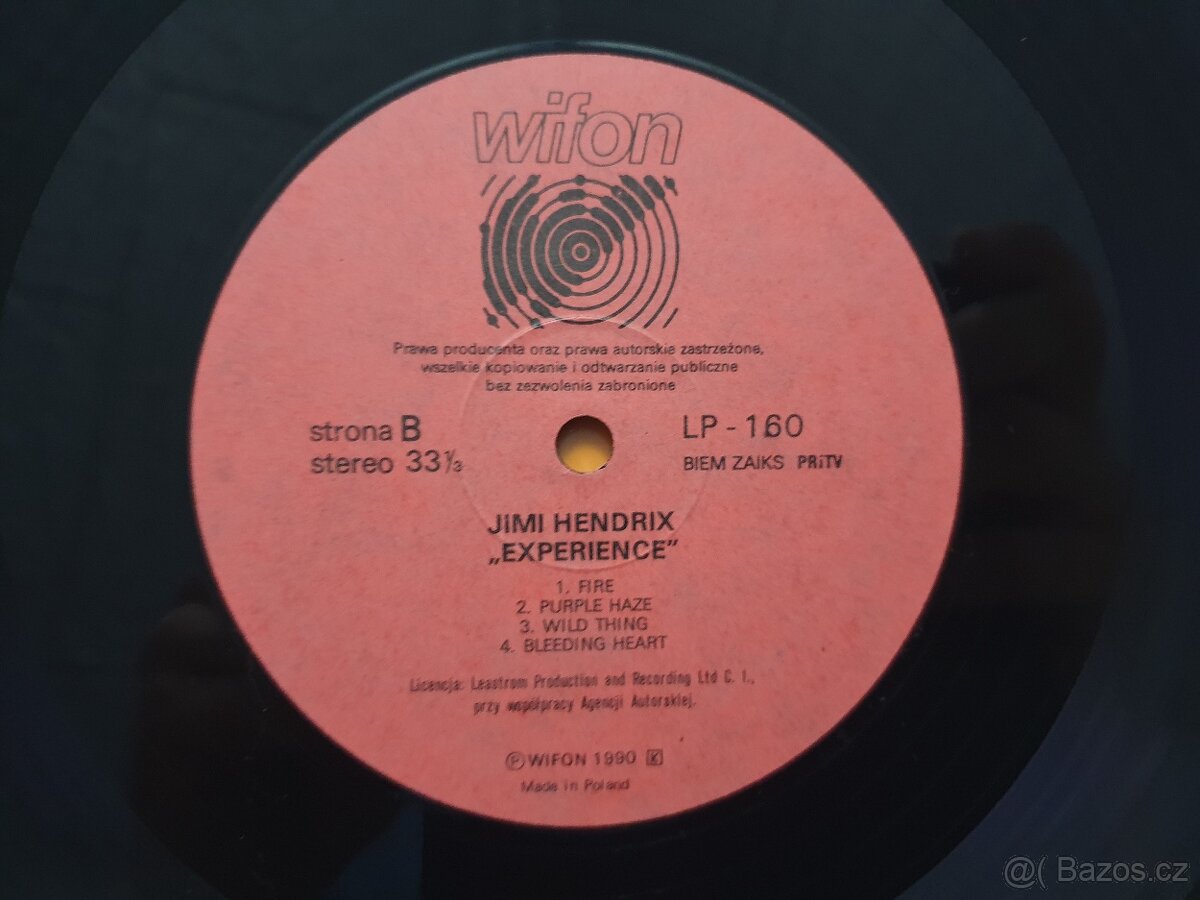 wifon
Prawa producenta oraz prawa autorskie zastrzeżone,
wszelkie kopiowanie i odtwarzanie publiczne
bez zezwolenia zabronione
strona B
stereo 33⅓
LP - 160
BIEM ZAIKS PRiTV
JIMI HENDRIX
„EXPERIENCE”
1. FIRE
2. PURPLE HAZE
3. WILD THING
4. BLEEDING HEART
Licencja: Leastrom Production and Recording Ltd C. I.,
przy współpracy Agencji Autorskiej.
Ⓟ WIFON 1990 K
Made in Poland
@( Bazos.cz